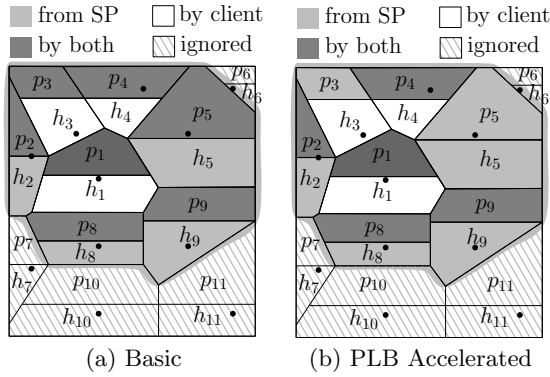 from SP by client from SP by client
by both ignored by both ignored
p3 p4 p6 p3 p4 p6
h6 h6
h3 h4 p5 h3 h4 p5
p2 p1 h5 p2 p1 h5
h2 h1 h2 h1
p8 p9 p8 p9
p7 h8 h9 p7 h8 h9
h7 p10 p11 h7 p10 p11
h10 h11 h10 h11
(a) Basic (b) PLB Accelerated